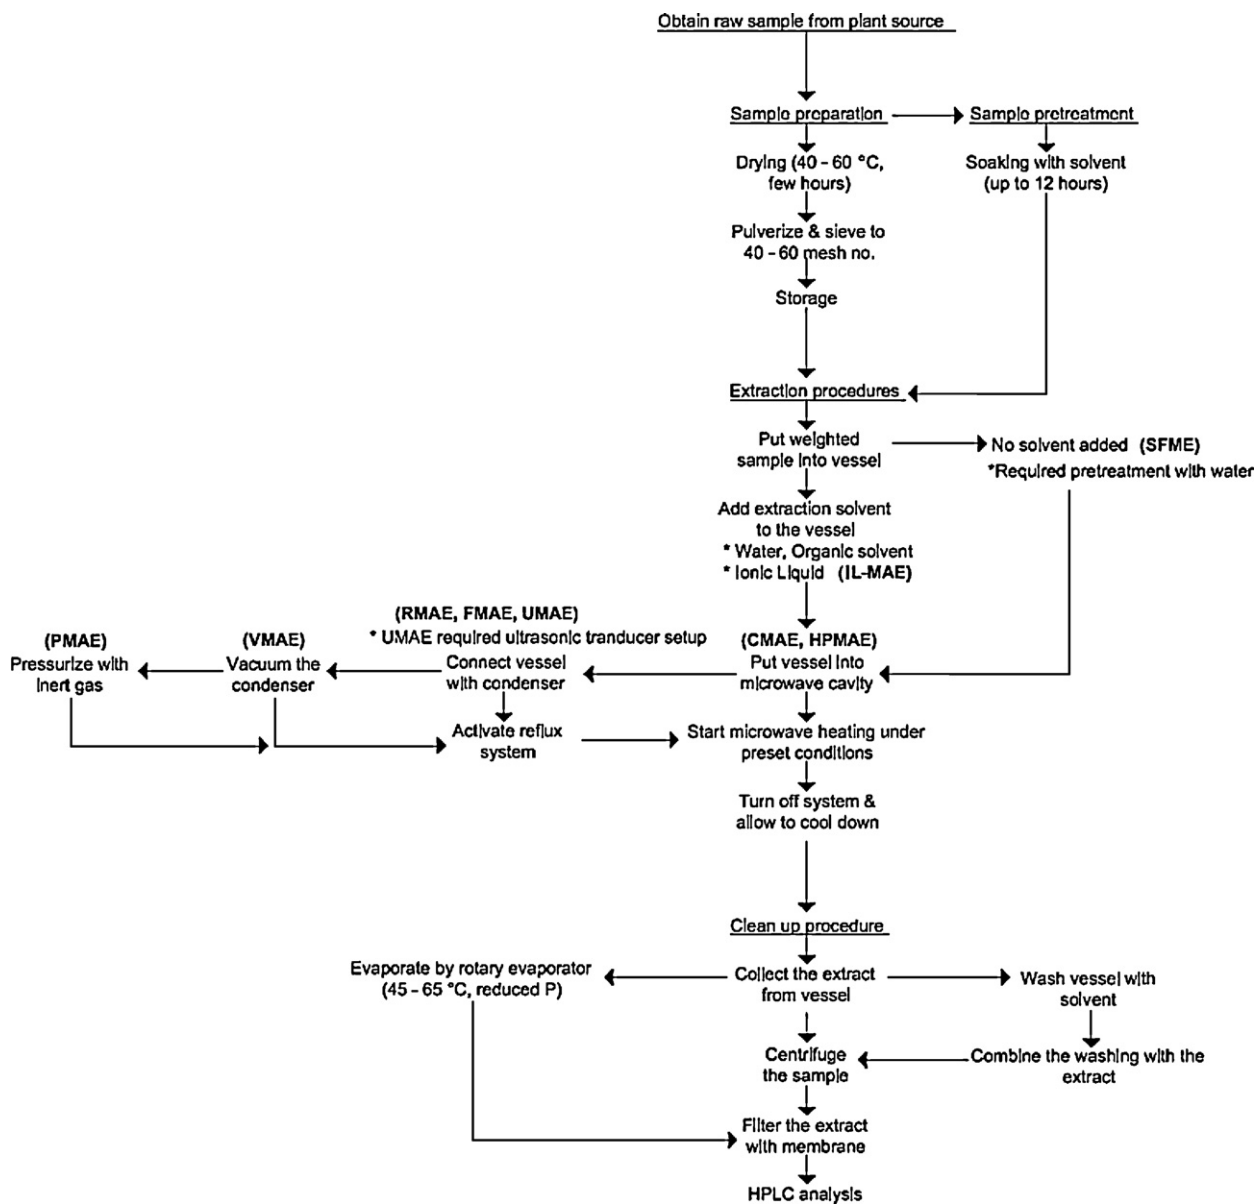 Obtain raw sample from plant source
Sample preparation
Sample pretreatment
Drying (40 - 60 °C,
few hours)
Soaking with solvent
(up to 12 hours)
Pulverize & sieve to
40 - 60 mesh no.
Storage
Extraction procedures
Put weighted
sample into vessel
No solvent added (SFME)
*Required pretreatment with water
Add extraction solvent
to the vessel
* Water, Organic solvent
* Ionic Liquid (IL-MAE)
(RMAE, FMAE, UMAE)
* UMAE required ultrasonic tranducer setup
(PMAE)
(VMAE)
(CMAE, HPMAE)
Pressurize with
inert gas
Vacuum the
condenser
Connect vessel
with condenser
Put vessel into
microwave cavity
Activate reflux
system
Start microwave heating under
preset conditions
Turn off system &
allow to cool down
Clean up procedure
Evaporate by rotary evaporator
(45 - 65 °C, reduced P)
Collect the extract
from vessel
Wash vessel with
solvent
Centrifuge
the sample
Combine the washing with the
extract
Filter the extract
with membrane
HPLC analysis